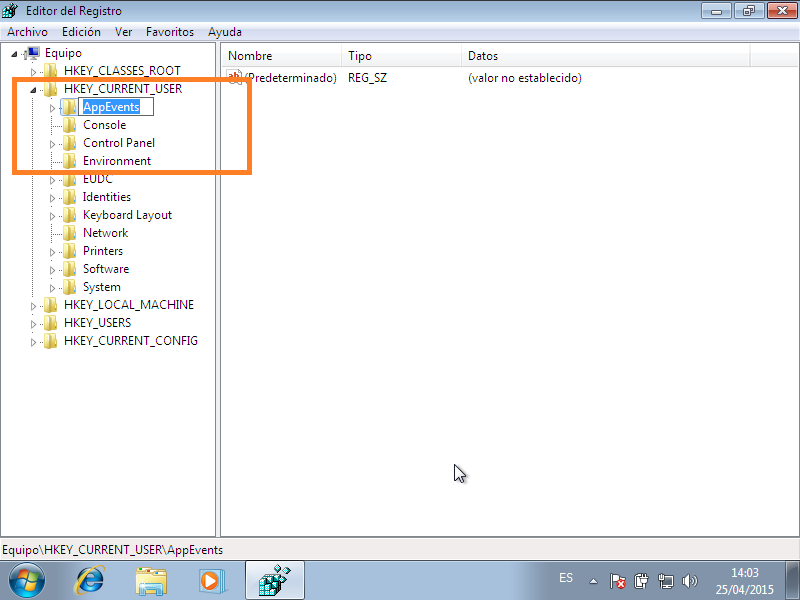 Editor del Registro
Archivo Edición Ver Favoritos Ayuda
Equipo
HKEY_CLASSES_ROOT
HKEY_CURRENT_USER
AppEvents
Console
Control Panel
Environment
EUDC
Identities
Keyboard Layout
Network
Printers
Software
System
HKEY_LOCAL_MACHINE
HKEY_USERS
HKEY_CURRENT_CONFIG
Nombre Tipo Datos
ab (Predeterminado) REG_SZ (valor no establecido)
Equipo\HKEY_CURRENT_USER\AppEvents
ES
14:03
25/04/2015